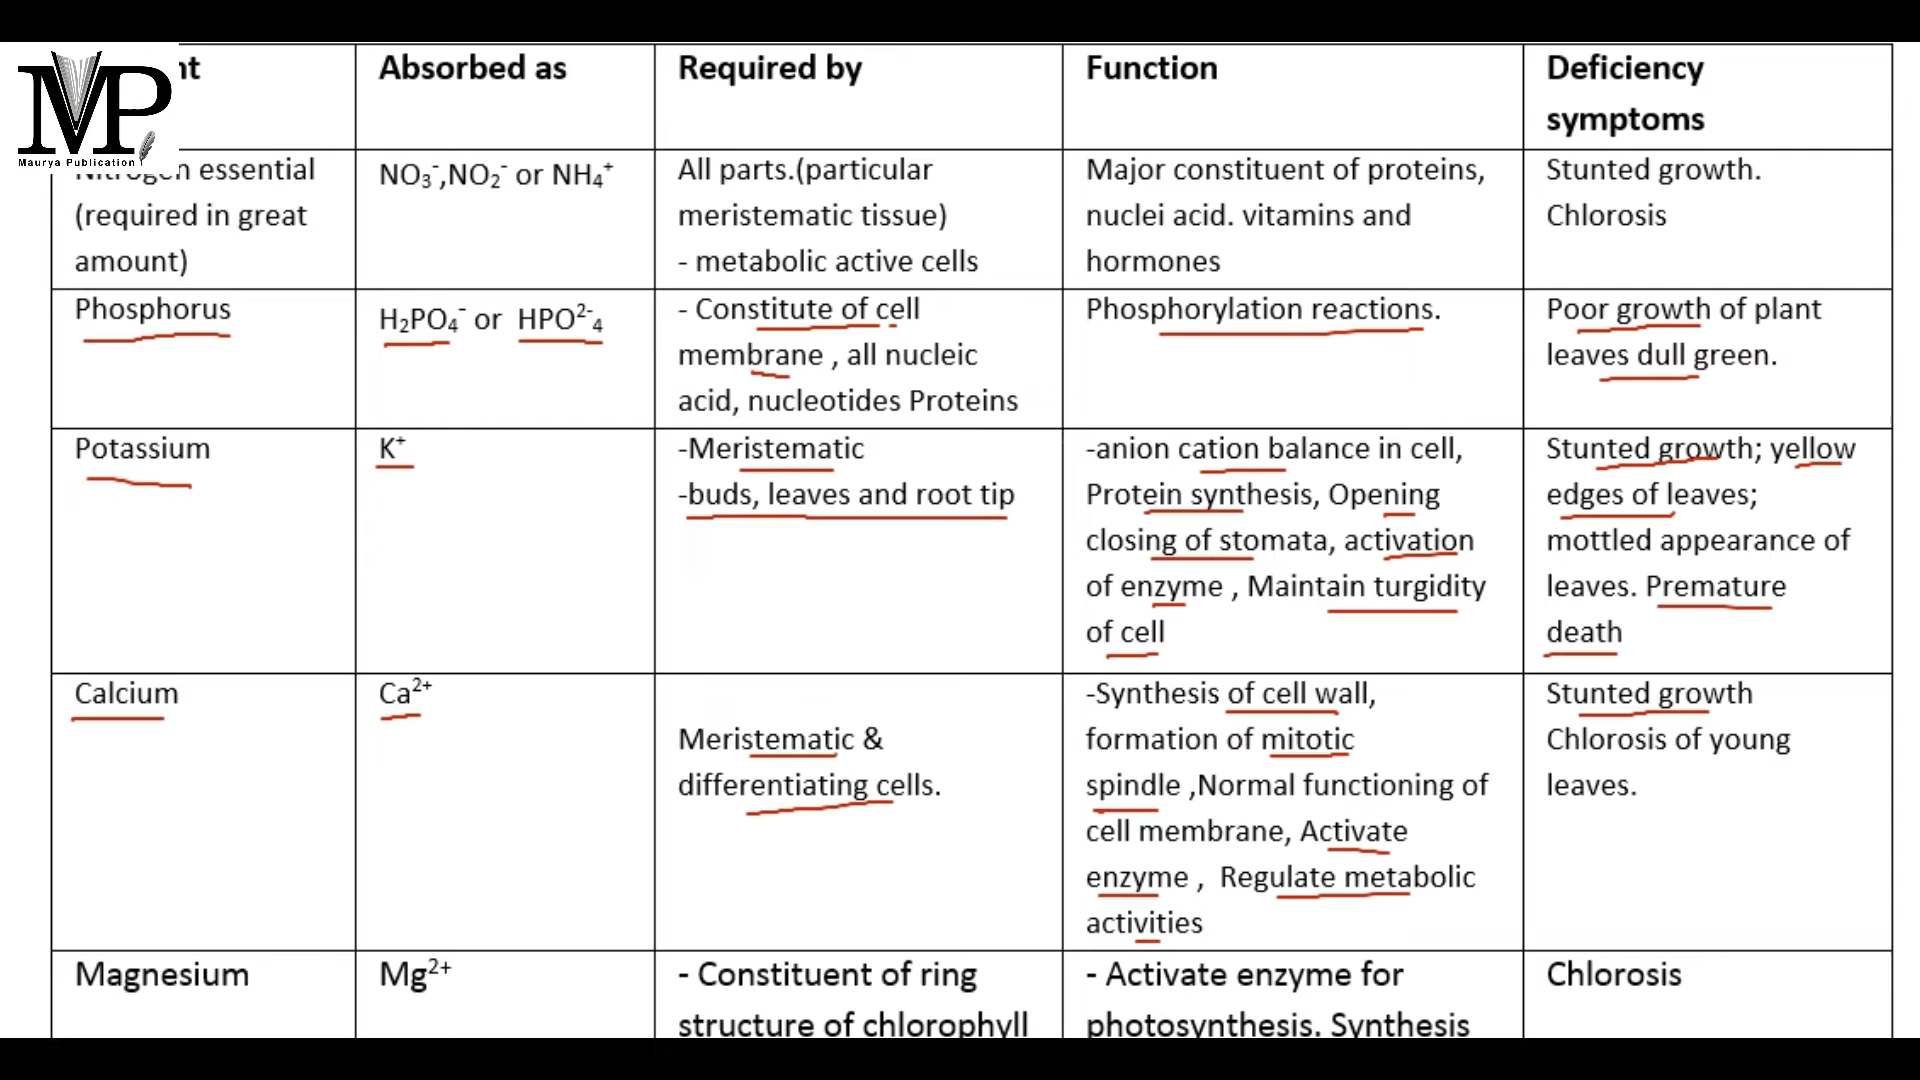 MP
Maurya Publication
nt
Absorbed as
Required by
Function
Deficiency
symptoms
Nitrogen essential
(required in great
amount)
NO₃⁻,NO₂⁻ or NH₄⁺
All parts.(particular
meristematic tissue)
- metabolic active cells
Major constituent of proteins,
nuclei acid. vitamins and
hormones
Stunted growth.
Chlorosis
Phosphorus
H₂PO₄⁻ or HPO²⁻₄
- Constitute of cell
membrane , all nucleic
acid, nucleotides Proteins
Phosphorylation reactions.
Poor growth of plant
leaves dull green.
Potassium
K⁺
-Meristematic
-buds, leaves and root tip
-anion cation balance in cell,
Protein synthesis, Opening
closing of stomata, activation
of enzyme , Maintain turgidity
of cell
Stunted growth; yellow
edges of leaves;
mottled appearance of
leaves. Premature
death
Calcium
Ca²⁺
Meristematic &
differentiating cells.
-Synthesis of cell wall,
formation of mitotic
spindle ,Normal functioning of
cell membrane, Activate
enzyme , Regulate metabolic
activities
Stunted growth
Chlorosis of young
leaves.
Magnesium
Mg²⁺
- Constituent of ring
structure of chlorophyll
- Activate enzyme for
photosynthesis. Synthesis
Chlorosis